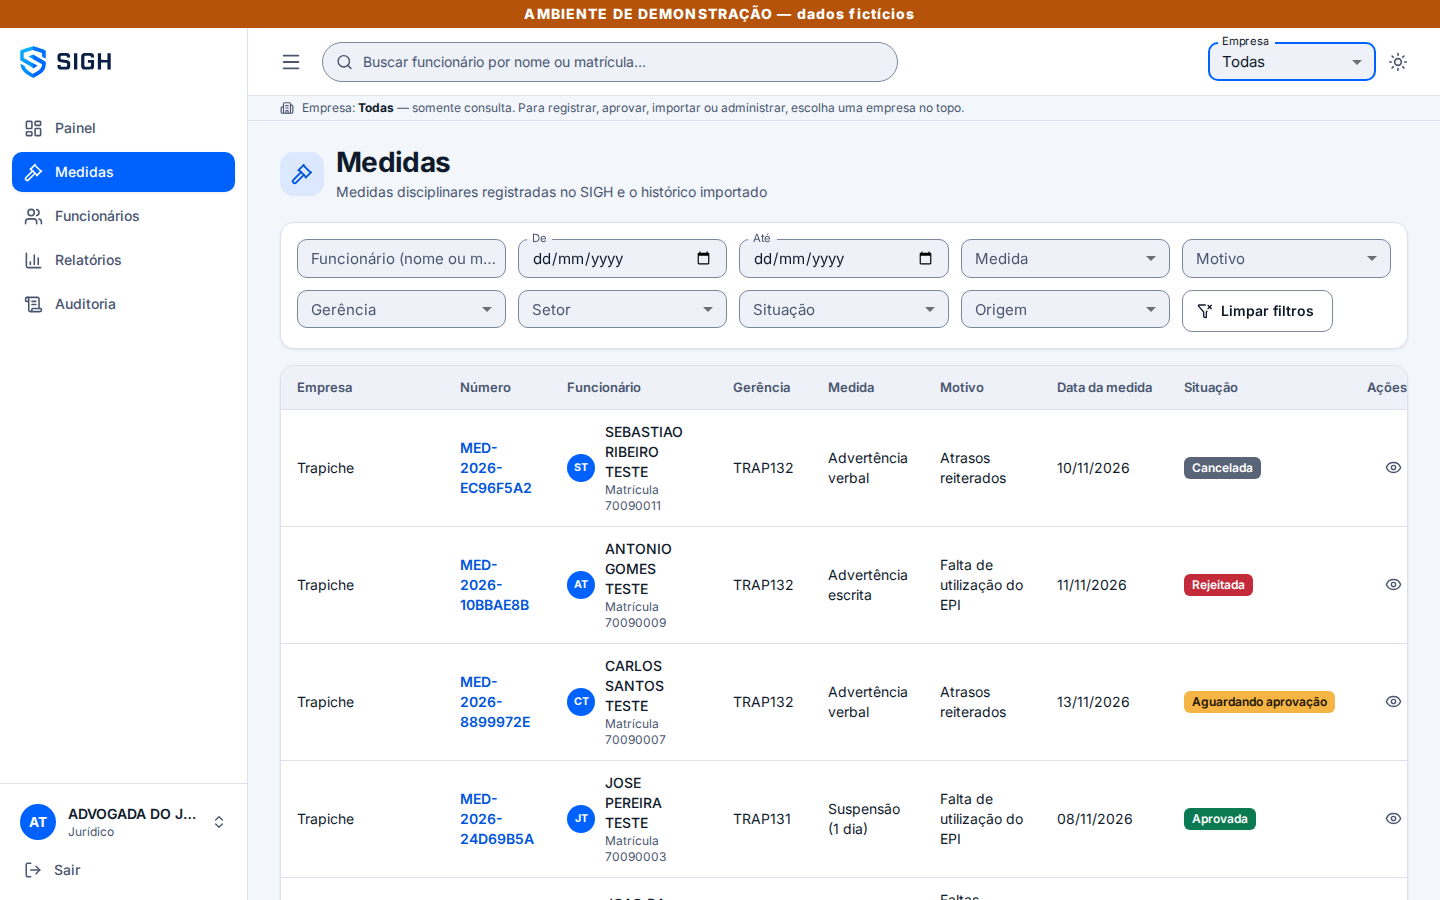 AMBIENTE DE DEMONSTRAÇÃO — dados fictícios
SIGH
Buscar funcionário por nome ou matrícula...
Empresa
Todas
Empresa: Todas — somente consulta. Para registrar, aprovar, importar ou administrar, escolha uma empresa no topo.
Painel
Medidas
Funcionários
Relatórios
Auditoria
Medidas
Medidas disciplinares registradas no SIGH e o histórico importado
Funcionário (nome ou m...
De
dd/mm/yyyy
Até
dd/mm/yyyy
Medida
Motivo
Gerência
Setor
Situação
Origem
Limpar filtros
Empresa Número Funcionário Gerência Medida Motivo Data da medida Situação Ações
Trapiche
MED-
2026-
EC96F5A2
ST
SEBASTIAO
RIBEIRO
TESTE
Matrícula
70090011
TRAP132
Advertência
verbal
Atrasos
reiterados
10/11/2026
Cancelada
Trapiche
MED-
2026-
10BBAE8B
AT
ANTONIO
GOMES
TESTE
Matrícula
70090009
TRAP132
Advertência
escrita
Falta de
utilização do
EPI
11/11/2026
Rejeitada
Trapiche
MED-
2026-
8899972E
CT
CARLOS
SANTOS
TESTE
Matrícula
70090007
TRAP132
Advertência
verbal
Atrasos
reiterados
13/11/2026
Aguardando aprovação
Trapiche
MED-
2026-
24D69B5A
JT
JOSE
PEREIRA
TESTE
Matrícula
70090003
TRAP131
Suspensão
(1 dia)
Falta de
utilização do
EPI
08/11/2026
Aprovada
Faltas
AT
ADVOGADA DO J...
Jurídico
Sair